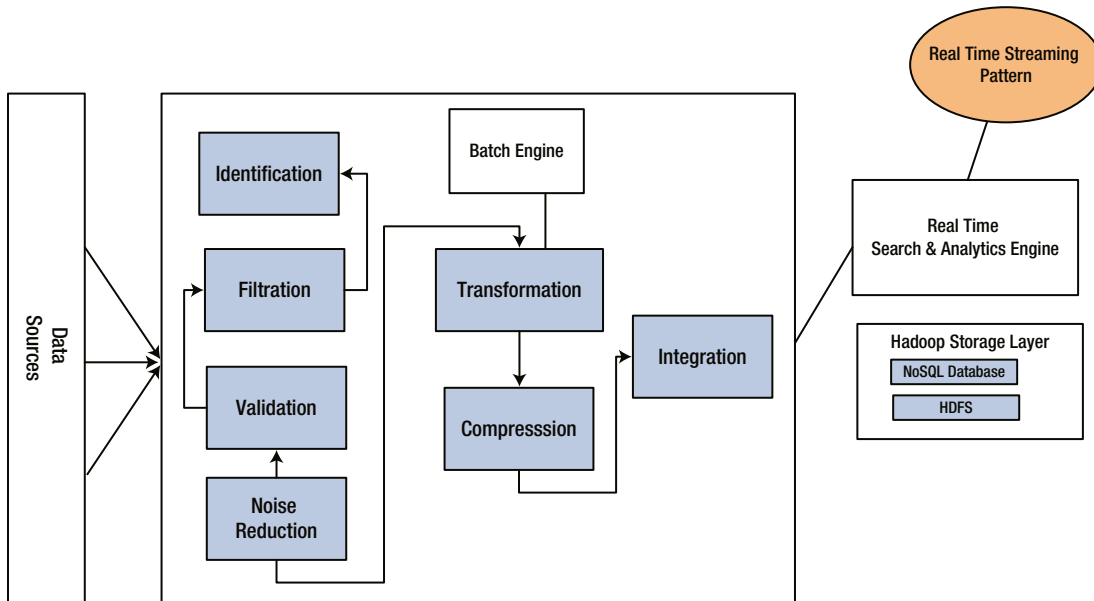 Real Time Streaming
Pattern
Data
Sources
Identification
Batch Engine
Filtration
Transformation
Real Time
Search & Analytics Engine
Validation
Compresssion
Integration
Noise
Reduction
Hadoop Storage Layer
NoSQL Database
HDFS